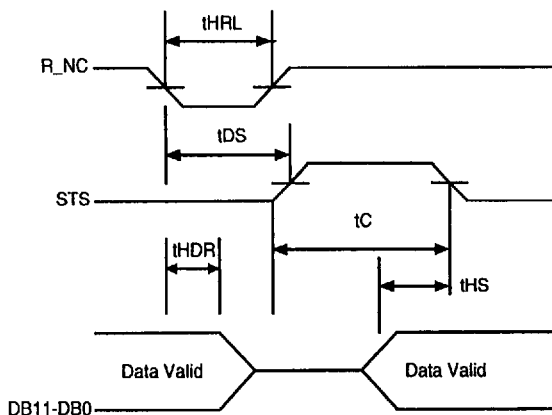 tHRL
R_NC
tDS
STS
tC
tHDR
tHS
Data Valid Data Valid
DB11-DB0